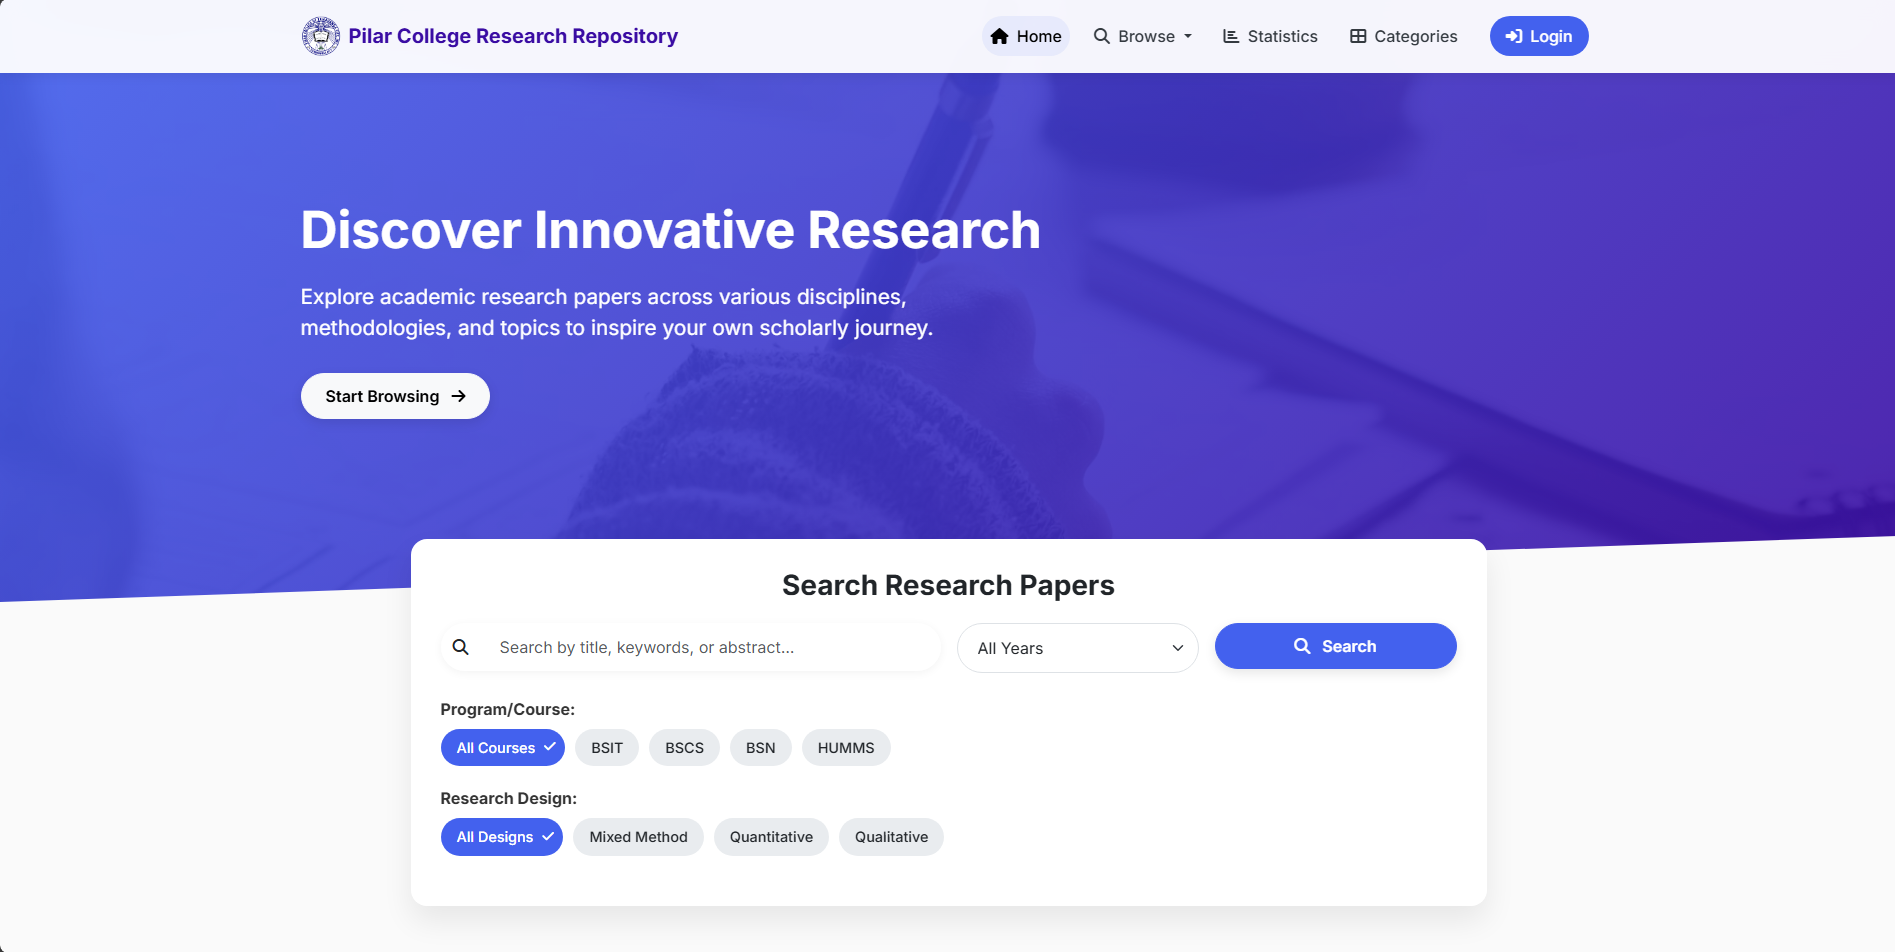 Pilar College Research Repository
Home
Browse
Statistics
Categories
Login
Discover Innovative Research
Explore academic research papers across various disciplines,
methodologies, and topics to inspire your own scholarly journey.
Start Browsing
Search Research Papers
Search by title, keywords, or abstract...
All Years
Search
Program/Course:
All Courses
BSIT
BSCS
BSN
HUMMS
Research Design:
All Designs
Mixed Method
Quantitative
Qualitative